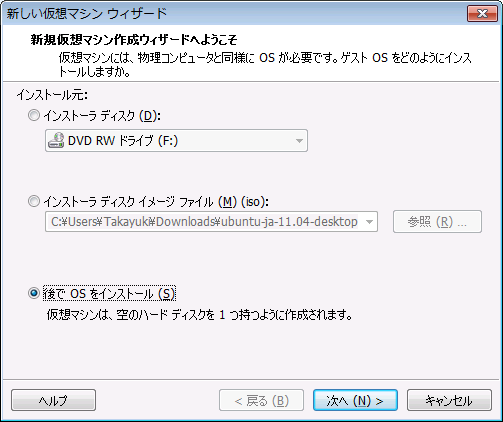 新しい仮想マシン ウィザード
新規仮想マシン作成ウィザードへようこそ
仮想マシンには、物理コンピュータと同様に OS が必要です。ゲスト OS をどのようにインス
トールしますか。
インストール元:
インストーラ ディスク (D):
DVD RW ドライブ (F:)
インストーラ ディスク イメージ ファイル (M) (iso):
C:¥Users¥Takayuk¥Downloads¥ubuntu-ja-11.04-desktop
参照 (R) ...
後で OS をインストール (S)
仮想マシンは、空のハード ディスクを 1 つ持つように作成されます。
ヘルプ
< 戻る (B)
次へ (N) >
キャンセル